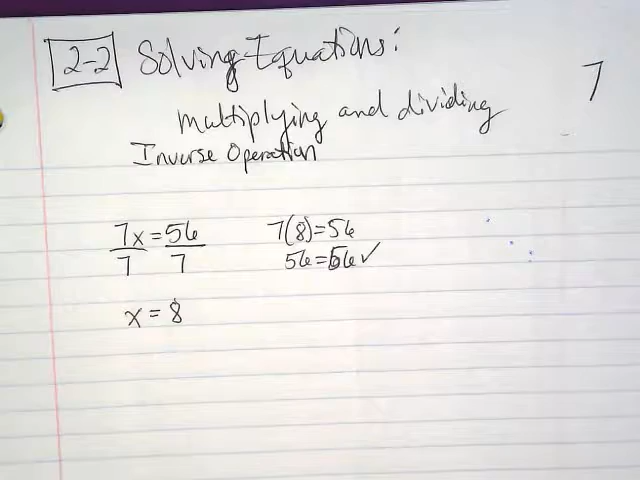 2-2 Solving Equations:
7
Multiplying and dividing
Inverse Operation
7x = 56
7 7
7(8) = 56
56 = 56 ✓
x = 8